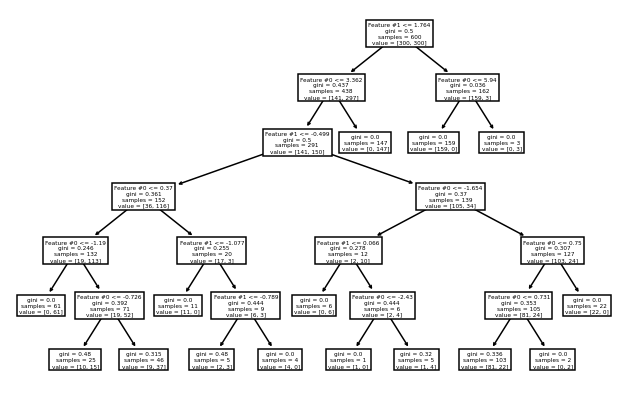 Feature #1 <= 1.764
gini = 0.5
samples = 600
value = [300, 300]
Feature #0 <= 3.362
gini = 0.437
samples = 438
value = [141, 297]
Feature #0 <= 5.94
gini = 0.036
samples = 162
value = [159, 3]
Feature #1 <= -0.499
gini = 0.5
samples = 291
value = [141, 150]
gini = 0.0
samples = 147
value = [0, 147]
gini = 0.0
samples = 159
value = [159, 0]
gini = 0.0
samples = 3
value = [0, 3]
Feature #0 <= 0.37
gini = 0.361
samples = 152
value = [36, 116]
Feature #0 <= -1.654
gini = 0.37
samples = 139
value = [105, 34]
Feature #0 <= -1.19
gini = 0.246
samples = 132
value = [19, 113]
Feature #1 <= -1.077
gini = 0.255
samples = 20
value = [17, 3]
Feature #1 <= 0.066
gini = 0.278
samples = 12
value = [2, 10]
Feature #0 <= 0.75
gini = 0.307
samples = 127
value = [103, 24]
gini = 0.0
samples = 61
value = [0, 61]
Feature #0 <= -0.726
gini = 0.392
samples = 71
value = [19, 52]
gini = 0.0
samples = 11
value = [11, 0]
Feature #1 <= -0.789
gini = 0.444
samples = 9
value = [6, 3]
gini = 0.0
samples = 6
value = [0, 6]
Feature #0 <= -2.43
gini = 0.444
samples = 6
value = [2, 4]
Feature #0 <= 0.731
gini = 0.353
samples = 105
value = [81, 24]
gini = 0.0
samples = 22
value = [22, 0]
gini = 0.48
samples = 25
value = [10, 15]
gini = 0.315
samples = 46
value = [9, 37]
gini = 0.48
samples = 5
value = [2, 3]
gini = 0.0
samples = 4
value = [4, 0]
gini = 0.0
samples = 1
value = [1, 0]
gini = 0.32
samples = 5
value = [1, 4]
gini = 0.336
samples = 103
value = [81, 22]
gini = 0.0
samples = 2
value = [0, 2]